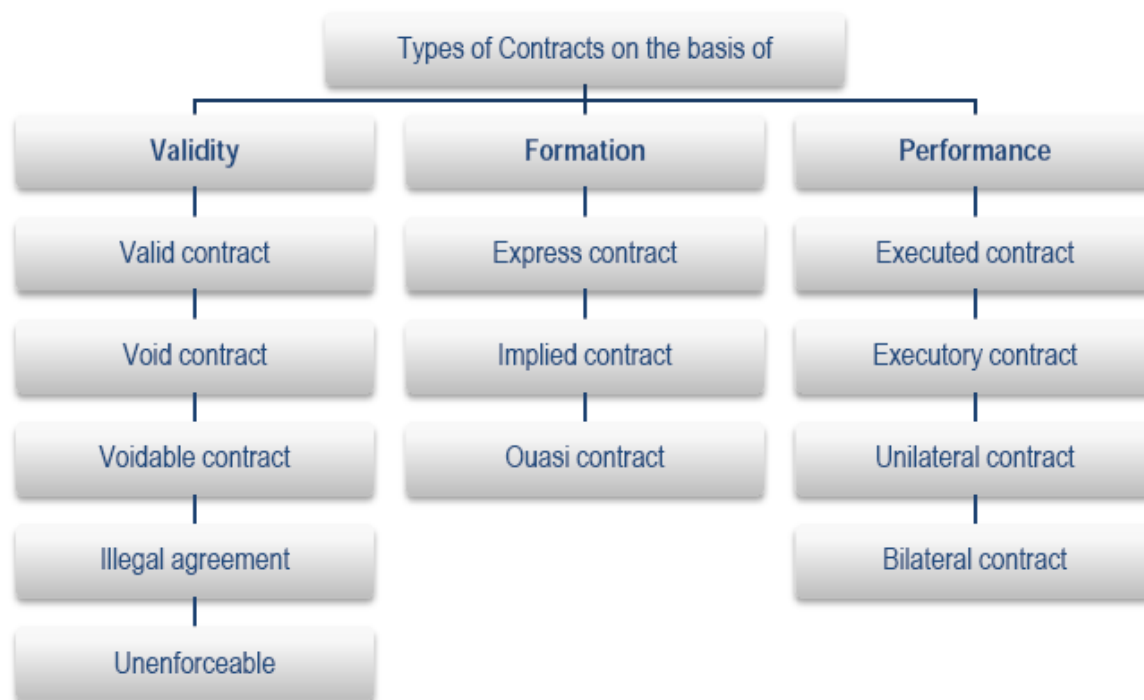 Types of Contracts on the basis of
Validity
Valid contract
Void contract
Voidable contract
Illegal agreement
Unenforceable
Formation
Express contract
Implied contract
Ouasi contract
Performance
Executed contract
Executory contract
Unilateral contract
Bilateral contract